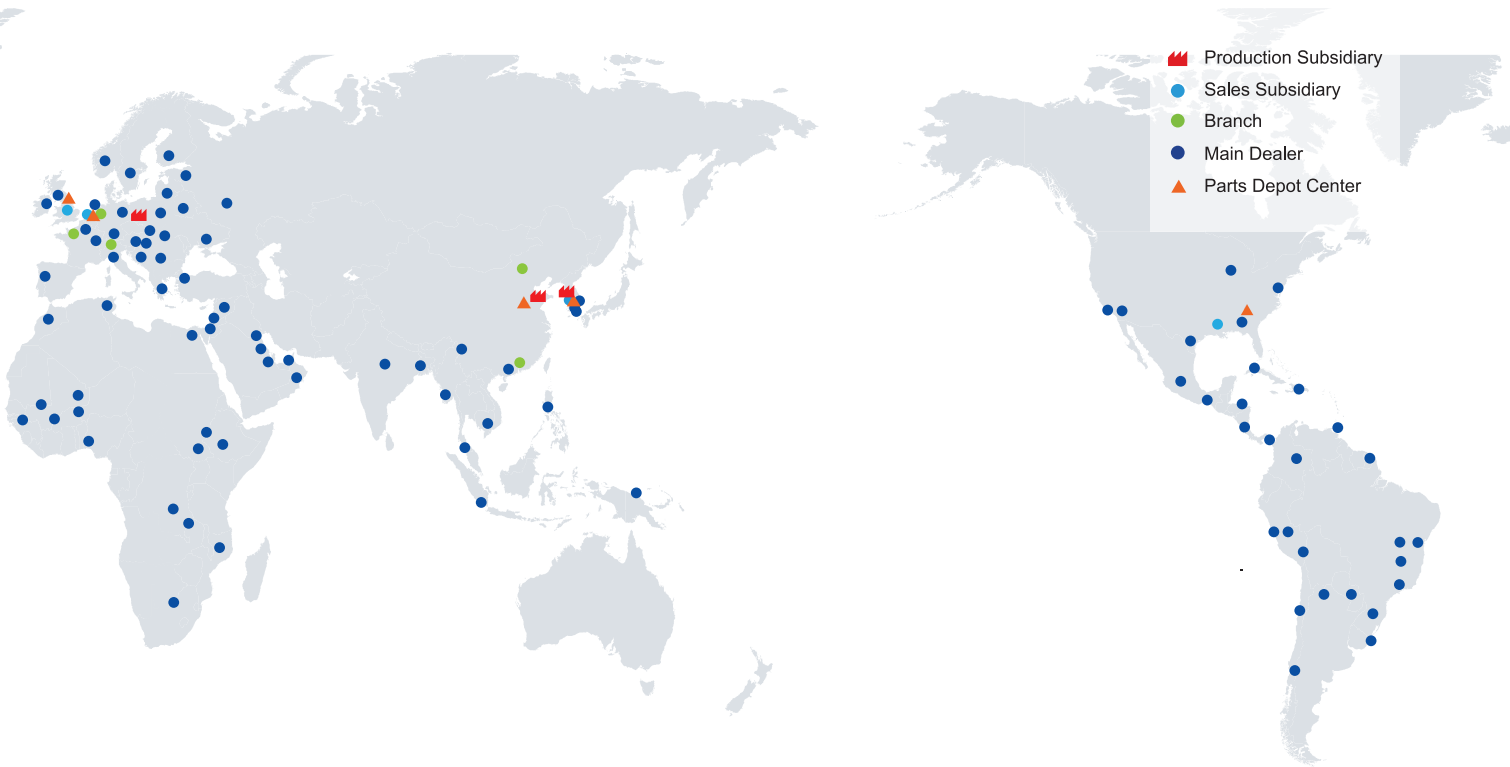 Production Subsidiary
Sales Subsidiary
Branch
Main Dealer
Parts Depot Center